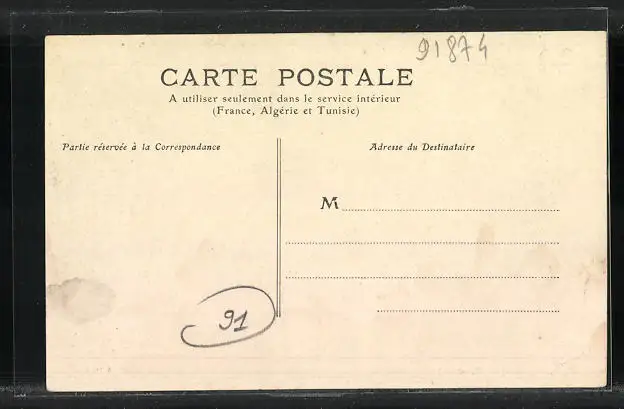 91874
CARTE POSTALE
A utiliser seulement dans le service intérieur
(France, Algérie et Tunisie)
Partie réservée à la Correspondance
Adresse du Destinataire
M
91